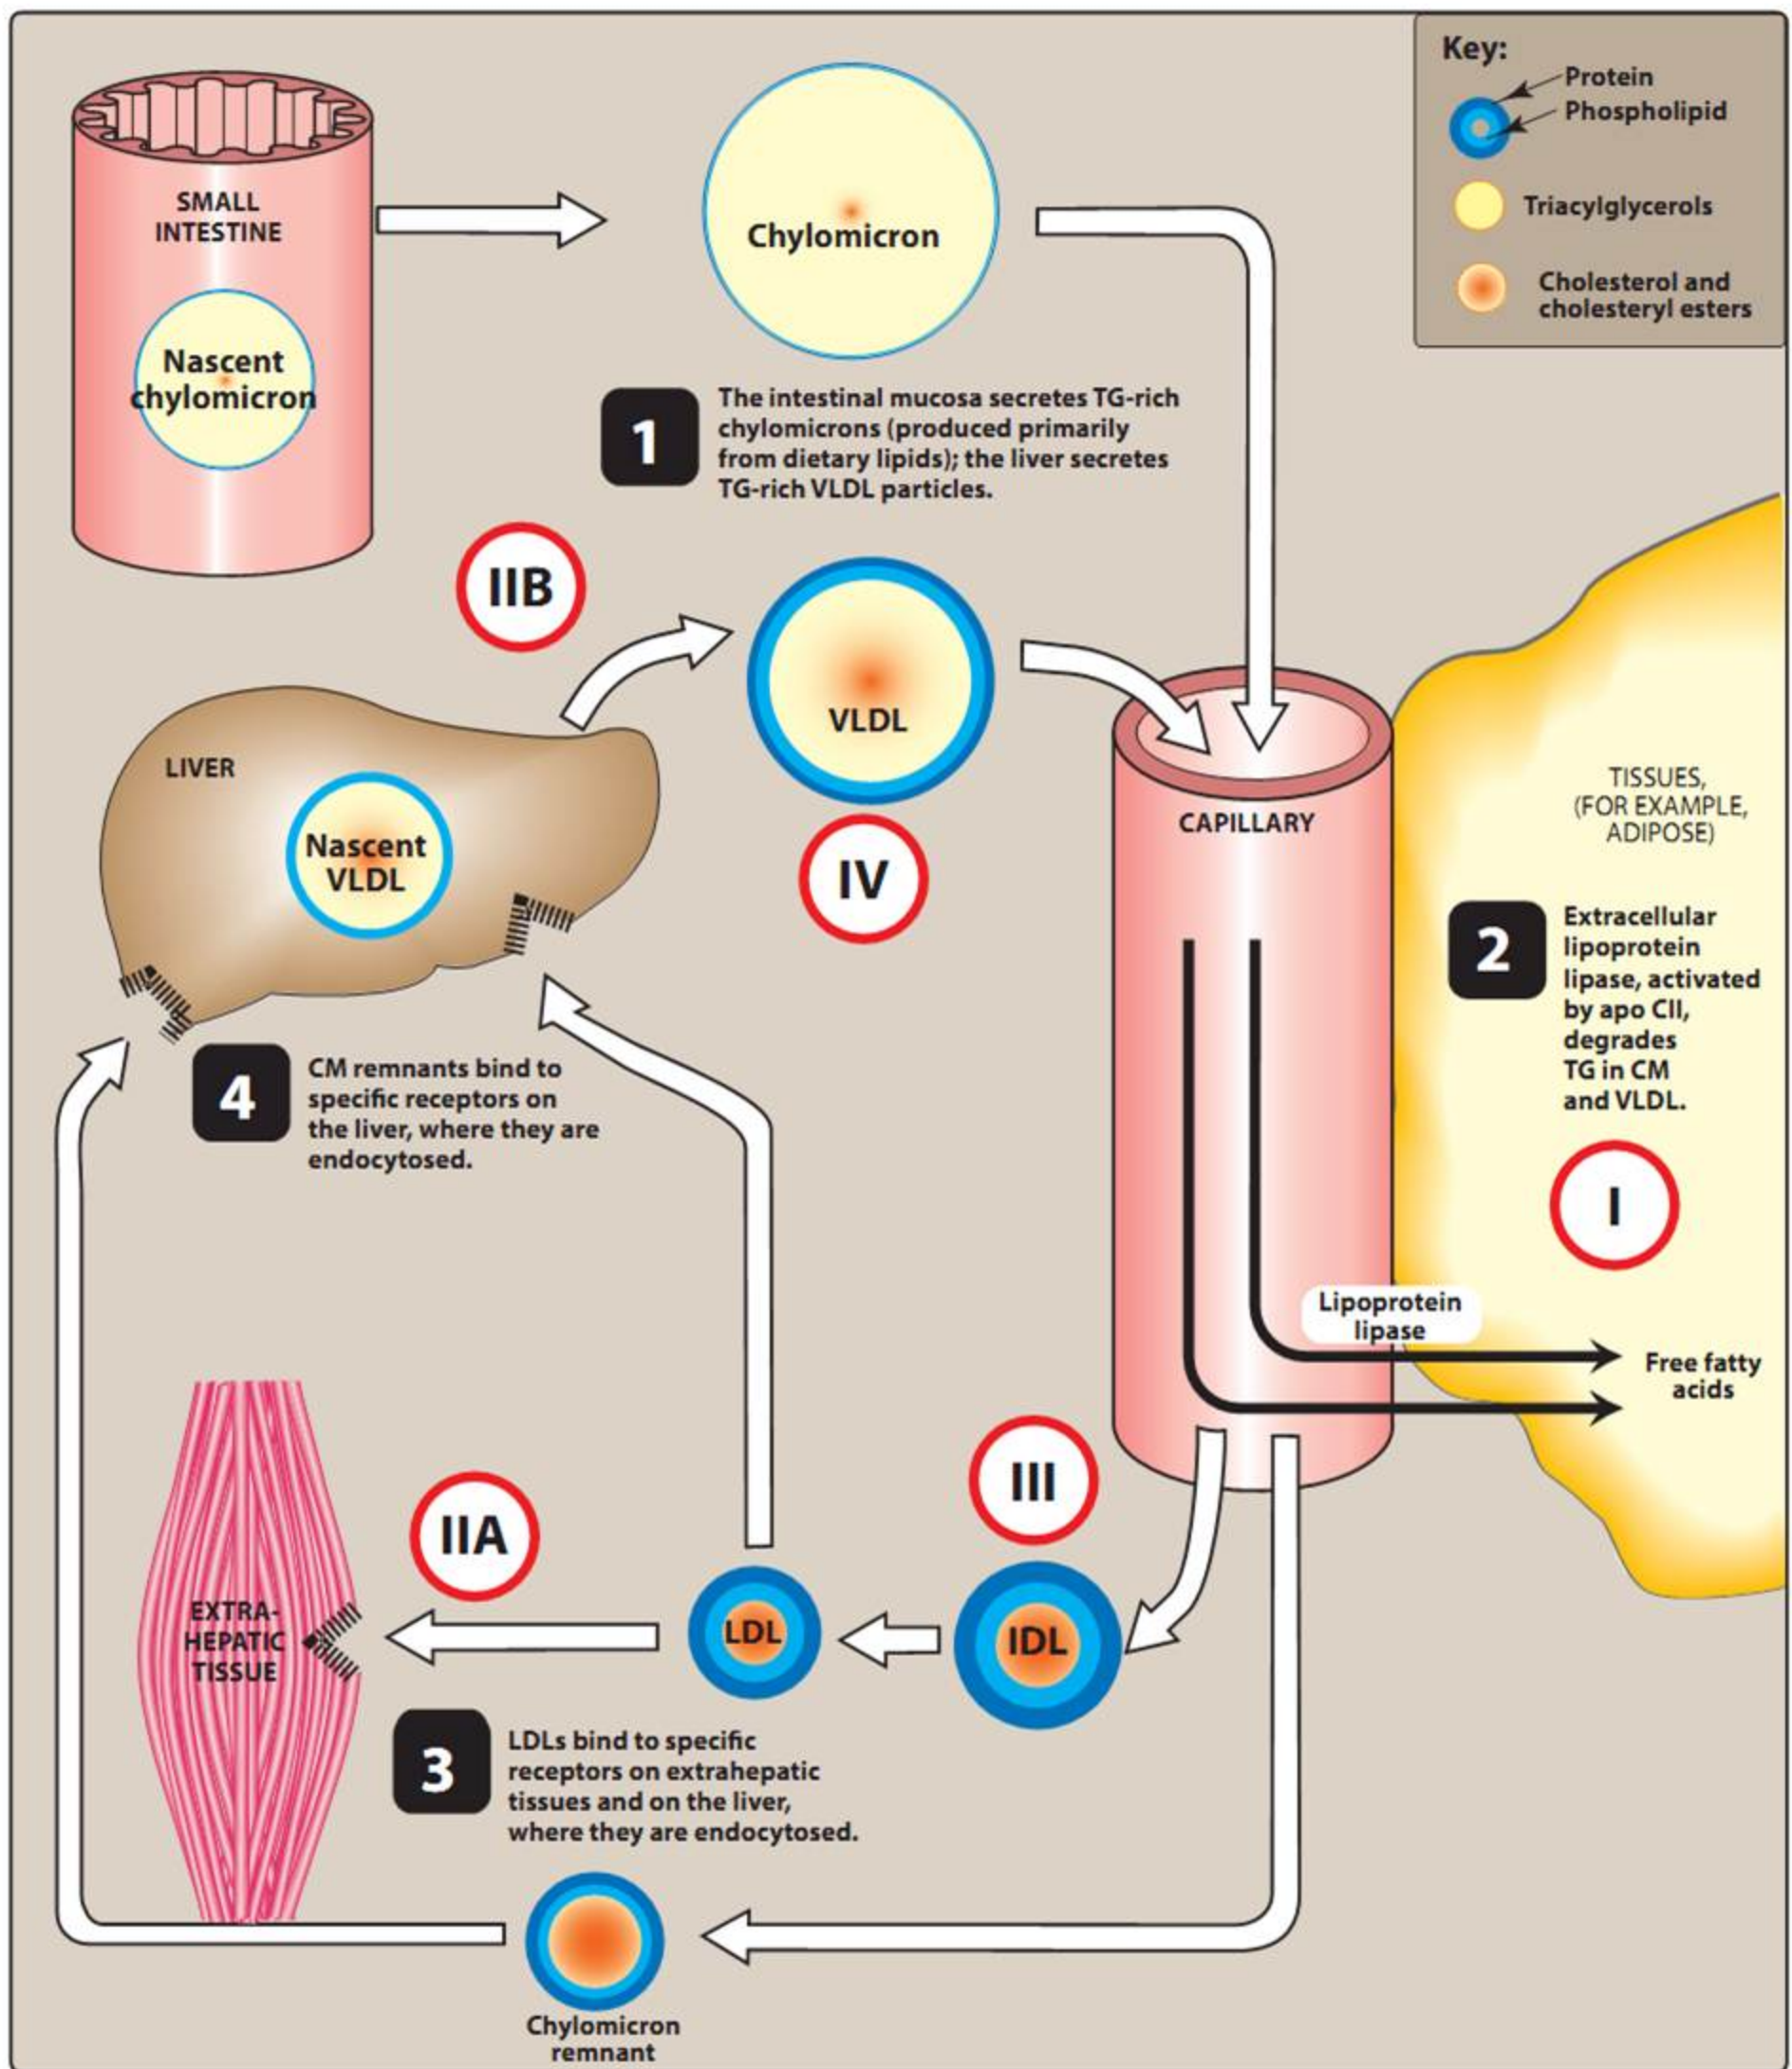 Key:
Protein
Phospholipid
Triacylglycerols
Cholesterol and
cholesteryl esters
SMALL
INTESTINE
Nascent
chylomicron
Chylomicron
1
The intestinal mucosa secretes TG-rich
chylomicrons (produced primarily
from dietary lipids); the liver secretes
TG-rich VLDL particles.
IIB
VLDL
IV
LIVER
Nascent
VLDL
CAPILLARY
TISSUES,
(FOR EXAMPLE,
ADIPOSE)
2
Extracellular
lipoprotein
lipase, activated
by apo CII,
degrades
TG in CM
and VLDL.
I
4
CM remnants bind to
specific receptors on
the liver, where they are
endocytosed.
Lipoprotein
lipase
Free fatty
acids
III
IIA
EXTRA-
HEPATIC
TISSUE
LDL
IDL
3
LDLs bind to specific
receptors on extrahepatic
tissues and on the liver,
where they are endocytosed.
Chylomicron
remnant